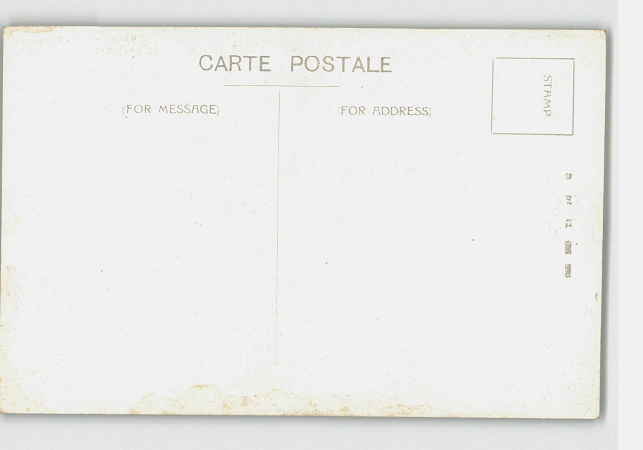 CARTE POSTALE
(FOR MESSAGE)
(FOR ADDRESS)
STAMP